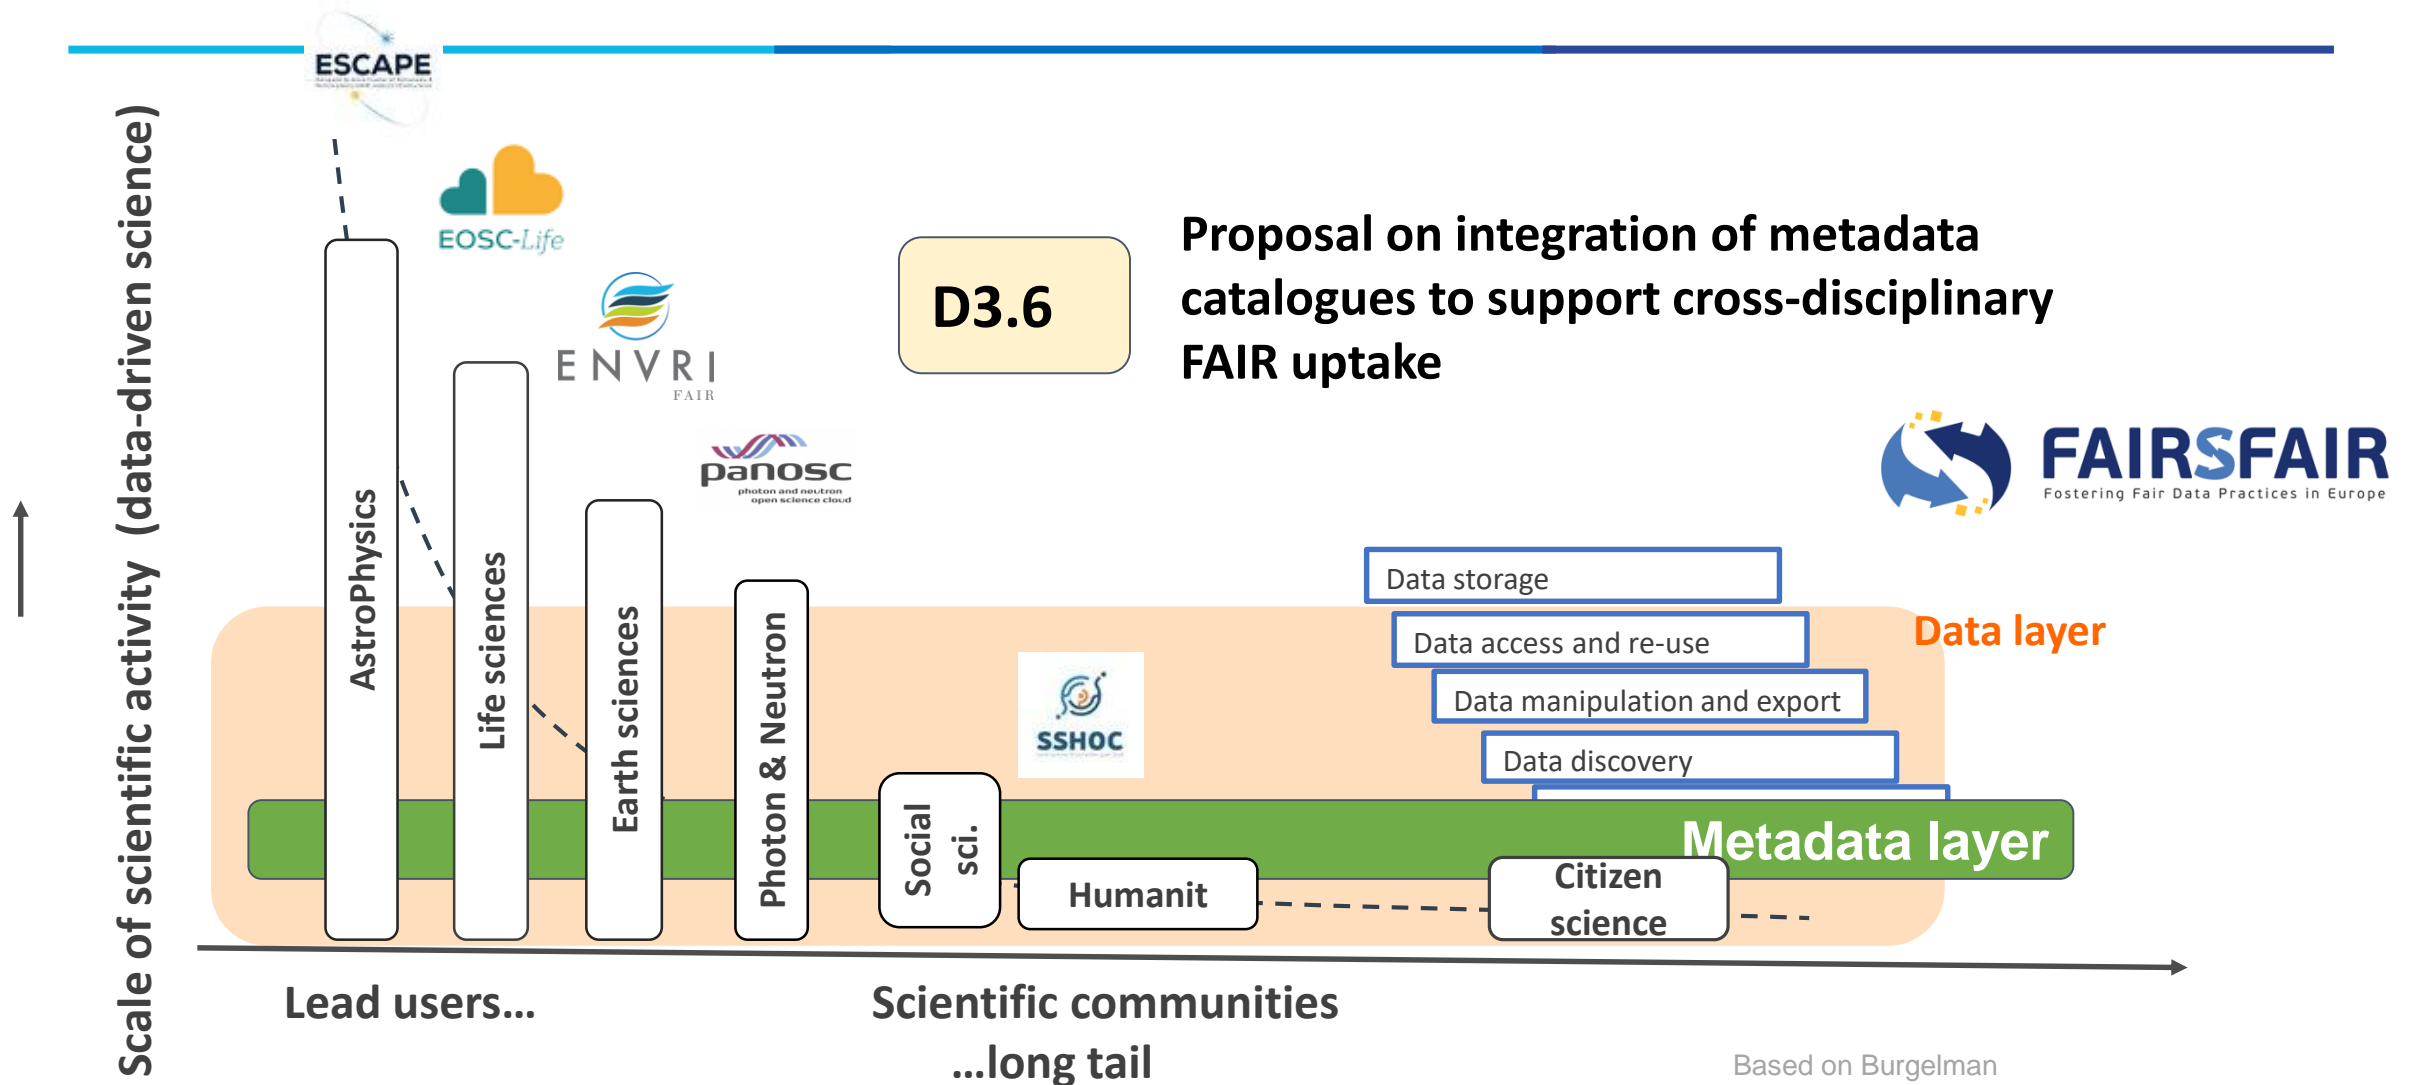 ESCAPE
Scale of scientific activity (data-driven science)
EOSC-Life
ENVRI
FAIR
panosc
photon and neutron
open science cloud
D3.6
Proposal on integration of metadata
catalogues to support cross-disciplinary
FAIR uptake
FAIRSFAIR
Fostering Fair Data Practices in Europe
AstroPhysics
Life sciences
Earth sciences
Photon & Neutron
Social
sci.
SSHOC
Humanit
Citizen
science
Data storage
Data access and re-use
Data manipulation and export
Data discovery
Data layer
Metadata layer
Lead users...
Scientific communities
...long tail
Based on Burgelman